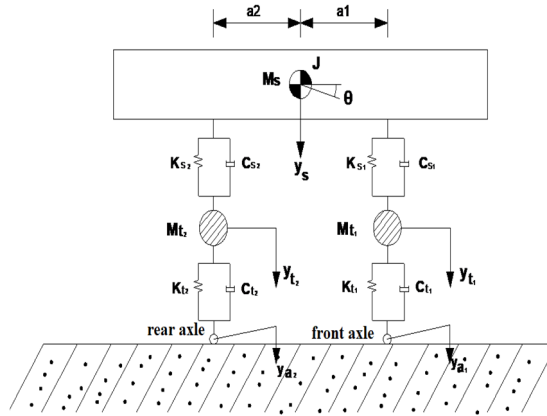 a2 a1
J
Ms
θ
ys
Ks2 Cs2 Ks1 Cs1
Mt2 Mt1
yt2 yt1
Kt2 Ct2 Kt1 Ct1
rear axle front axle
ya2 ya1